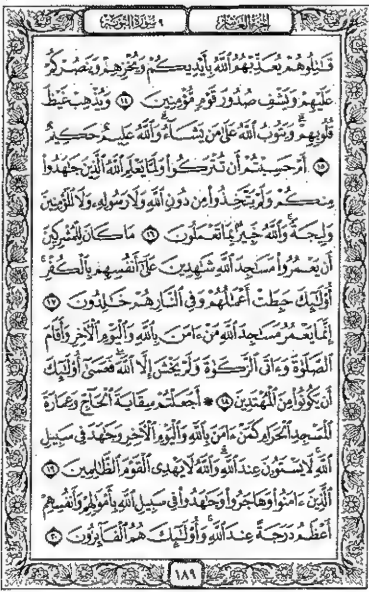 الجزء العاشر ٩ سورة التوبة
قَٰتِلُوهُمْ يُعَذِّبْهُمُ ٱللَّهُ بِأَيْدِيكُمْ وَيُخْزِهِمْ وَيَنصُرْكُمْ
عَلَيْهِمْ وَيَشْفِ صُدُورَ قَوْمٍ مُّؤْمِنِينَ ١٤ وَيُذْهِبْ غَيْظَ
قُلُوبِهِمْ وَيَتُوبُ ٱللَّهُ عَلَىٰ مَن يَشَآءُ وَٱللَّهُ عَلِيمٌ حَكِيمٌ
١٥ أَمْ حَسِبْتُمْ أَن تُتْرَكُوا۟ وَلَمَّا يَعْلَمِ ٱللَّهُ ٱلَّذِينَ جَٰهَدُوا۟
مِنكُمْ وَلَمْ يَتَّخِذُوا۟ مِن دُونِ ٱللَّهِ وَلَا رَسُولِهِۦ وَلَا ٱلْمُؤْمِنِينَ
وَلِيجَةً وَٱللَّهُ خَبِيرٌۢ بِمَا تَعْمَلُونَ ١٦ مَا كَانَ لِلْمُشْرِكِينَ
أَن يَعْمُرُوا۟ مَسَٰجِدَ ٱللَّهِ شَٰهِدِينَ عَلَىٰٓ أَنفُسِهِم بِٱلْكُفْرِ
أُو۟لَٰٓئِكَ حَبِطَتْ أَعْمَٰلُهُمْ وَفِى ٱلنَّارِ هُمْ خَٰلِدُونَ ١٧
إِنَّمَا يَعْمُرُ مَسَٰجِدَ ٱللَّهِ مَنْ ءَامَنَ بِٱللَّهِ وَٱلْيَوْمِ ٱلْءَاخِرِ وَأَقَامَ
ٱلصَّلَوٰةَ وَءَاتَى ٱلزَّكَوٰةَ وَلَمْ يَخْشَ إِلَّا ٱللَّهَ فَعَسَىٰٓ أُو۟لَٰٓئِكَ
أَن يَكُونُوا۟ مِنَ ٱلْمُهْتَدِينَ ١٨ ۞ أَجَعَلْتُمْ سِقَايَةَ ٱلْحَآجِّ وَعِمَارَةَ
ٱلْمَسْجِدِ ٱلْحَرَامِ كَمَنْ ءَامَنَ بِٱللَّهِ وَٱلْيَوْمِ ٱلْءَاخِرِ وَجَٰهَدَ فِى سَبِيلِ
ٱللَّهِ لَا يَسْتَوُۥنَ عِندَ ٱللَّهِ وَٱللَّهُ لَا يَهْدِى ٱلْقَوْمَ ٱلظَّٰلِمِينَ ١٩
ٱلَّذِينَ ءَامَنُوا۟ وَهَاجَرُوا۟ وَجَٰهَدُوا۟ فِى سَبِيلِ ٱللَّهِ بِأَمْوَٰلِهِمْ وَأَنفُسِهِمْ
أَعْظَمُ دَرَجَةً عِندَ ٱللَّهِ وَأُو۟لَٰٓئِكَ هُمُ ٱلْفَآئِزُونَ ٢٠
١٨٩